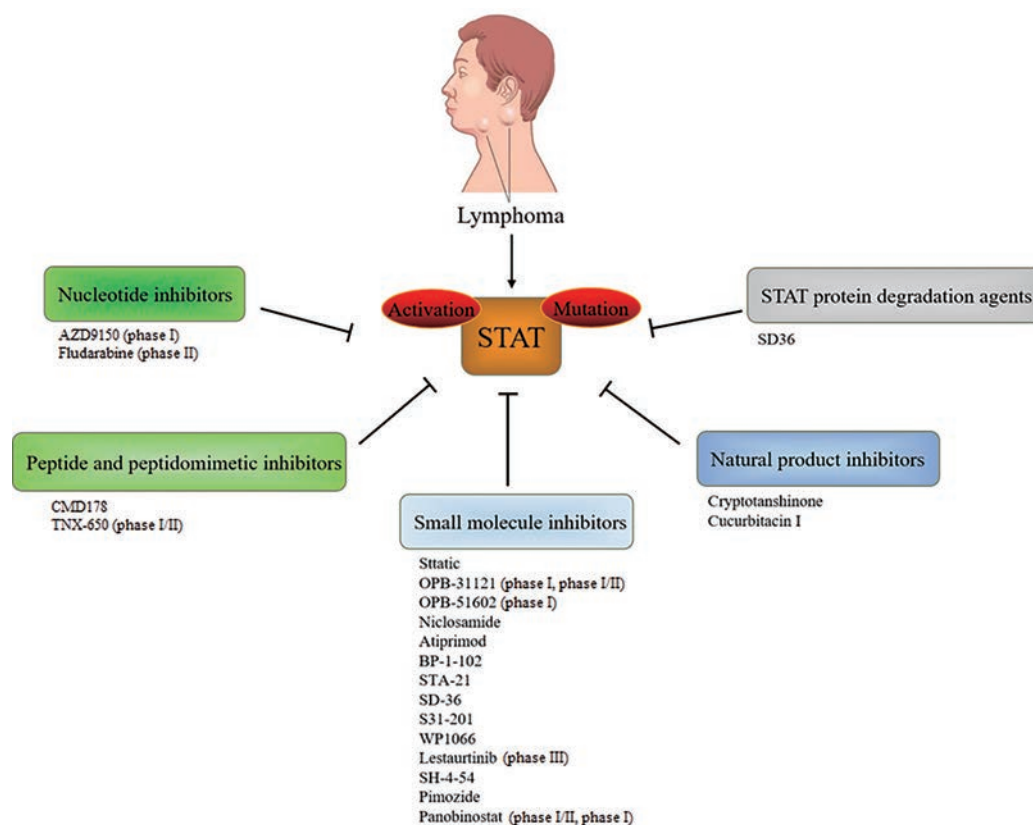 Lymphoma
Activation
Mutation
STAT
Nucleotide inhibitors
AZD9150 (phase I)
Fludarabine (phase II)
STAT protein degradation agents
SD36
Peptide and peptidomimetic inhibitors
CMD178
TNX-650 (phase I/II)
Natural product inhibitors
Cryptotanshinone
Cucurbitacin I
Small molecule inhibitors
Sttatic
OPB-31121 (phase I, phase I/II)
OPB-51602 (phase I)
Niclosamide
Atiprimod
BP-1-102
STA-21
SD-36
S31-201
WP1066
Lestaurtinib (phase III)
SH-4-54
Pimozide
Panobinostat (phase I/II, phase I)